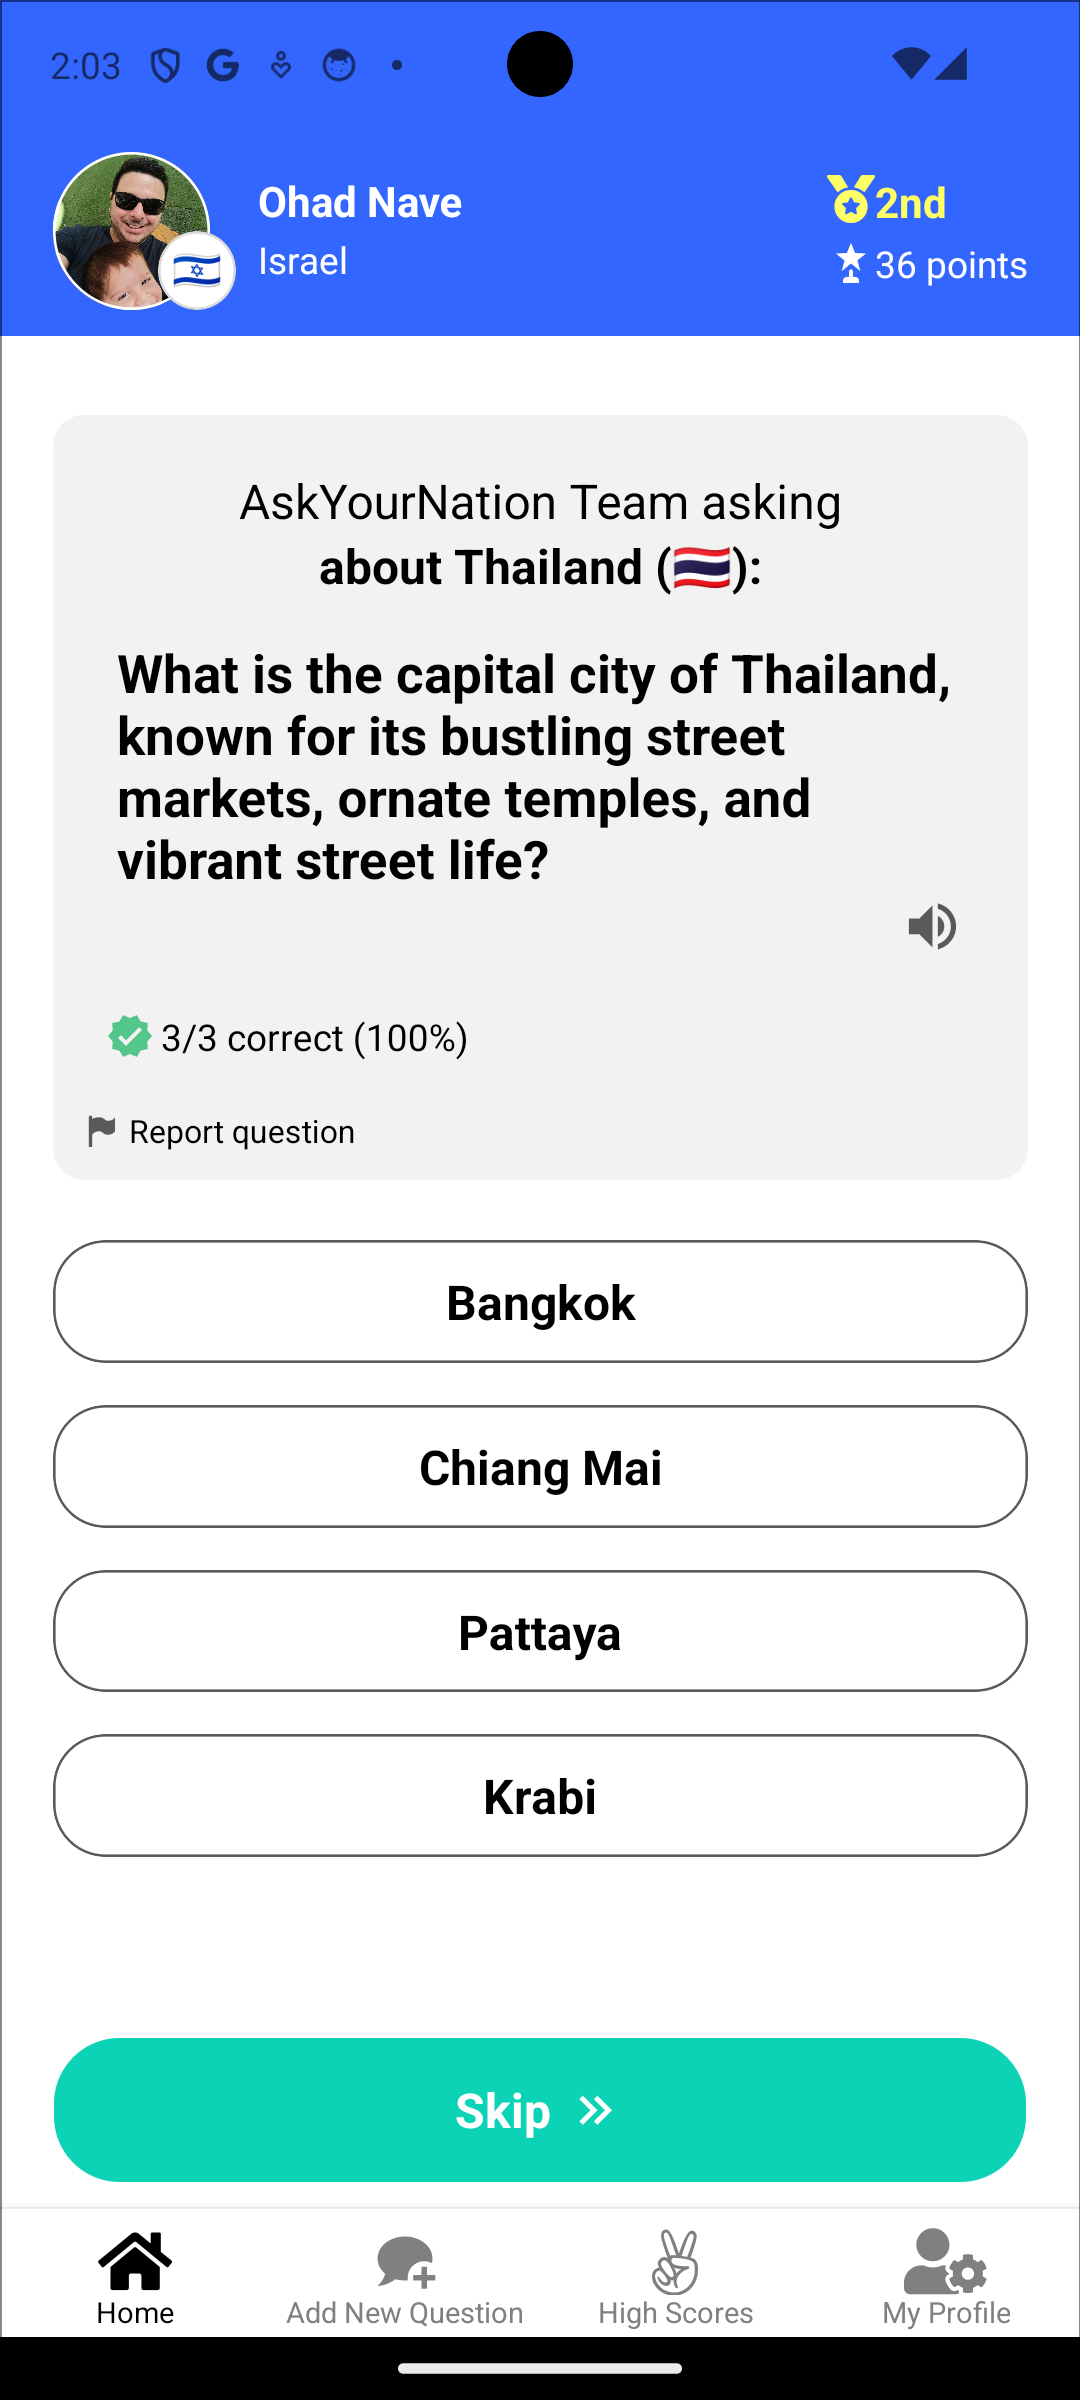 2:03
Ohad Nave
Israel
2nd
36 points
AskYourNation Team asking
about Thailand (🇹🇭):
What is the capital city of Thailand,
known for its bustling street
markets, ornate temples, and
vibrant street life?
3/3 correct (100%)
Report question
Bangkok
Chiang Mai
Pattaya
Krabi
Skip
Home
Add New Question
High Scores
My Profile